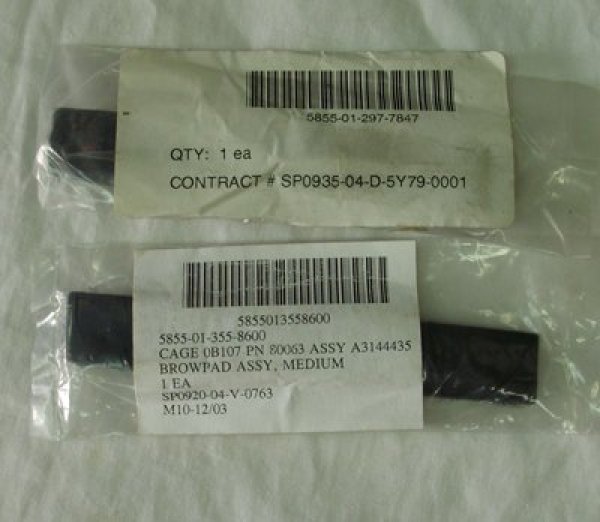 5855-01-297-7847
QTY: 1 ea
CONTRACT # SP0935-04-D-5Y79-0001
5855013558600
5855-01-355-8600
CAGE 0B107 PN 80063 ASSY A3144435
BROWPAD ASSY, MEDIUM
1 EA
SP0920-04-V-0763
M10-12/03